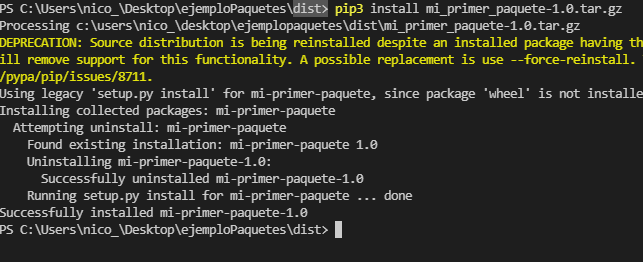 PS C:\Users\nico_\Desktop\ejemploPaquetes\dist> pip3 install mi_primer_paquete-1.0.tar.gz
Processing c:\users\nico_\desktop\ejemplopaquetes\dist\mi_primer_paquete-1.0.tar.gz
DEPRECATION: Source distribution is being reinstalled despite an installed package having th
ill remove support for this functionality. A possible replacement is use --force-reinstall.
/pypa/pip/issues/8711.
Using legacy 'setup.py install' for mi-primer-paquete, since package 'wheel' is not installe
Installing collected packages: mi-primer-paquete
  Attempting uninstall: mi-primer-paquete
    Found existing installation: mi-primer-paquete 1.0
    Uninstalling mi-primer-paquete-1.0:
      Successfully uninstalled mi-primer-paquete-1.0
    Running setup.py install for mi-primer-paquete ... done
Successfully installed mi-primer-paquete-1.0
PS C:\Users\nico_\Desktop\ejemploPaquetes\dist>